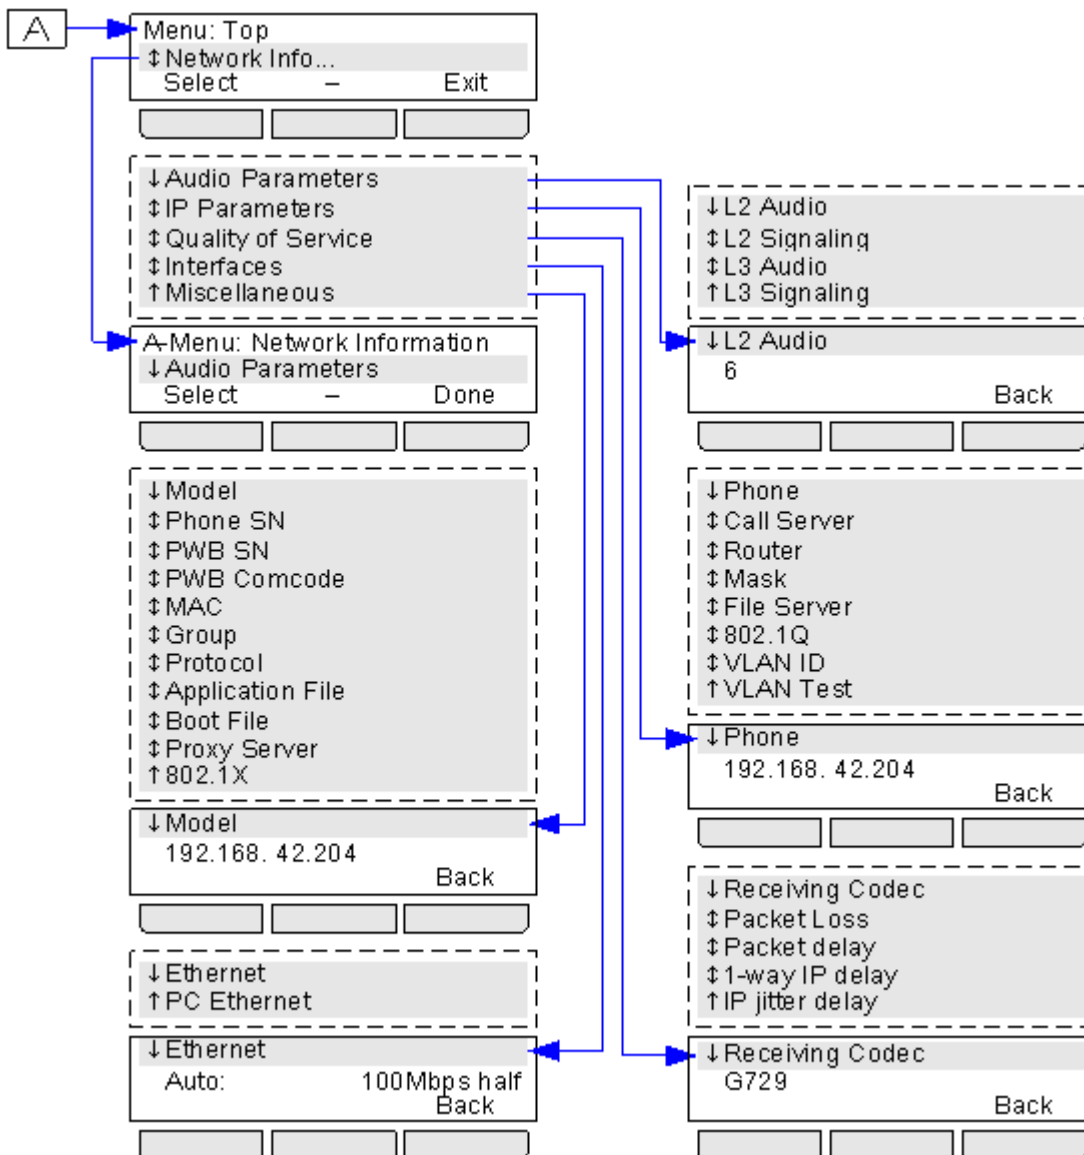 A
Menu: Top
↕Network Info...
Select – Exit
↓Audio Parameters
↕IP Parameters
↕Quality of Service
↕Interfaces
↑Miscellaneous
A-Menu: Network Information
↓Audio Parameters
Select – Done
↓Model
↕Phone SN
↕PWB SN
↕PWB Comcode
↕MAC
↕Group
↕Protocol
↕Application File
↕Boot File
↕Proxy Server
↑802.1X
↓Model
192.168. 42.204
Back
↓Ethernet
↑PC Ethernet
↓Ethernet
Auto: 100Mbps half
Back
↓L2 Audio
↕L2 Signaling
↕L3 Audio
↑L3 Signaling
↓L2 Audio
6
Back
↓Phone
↕Call Server
↕Router
↕Mask
↕File Server
↕802.1Q
↕VLAN ID
↑VLAN Test
↓Phone
192.168. 42.204
Back
↓Receiving Codec
↕Packet Loss
↕Packet delay
↕1-way IP delay
↑IP jitter delay
↓Receiving Codec
G729
Back